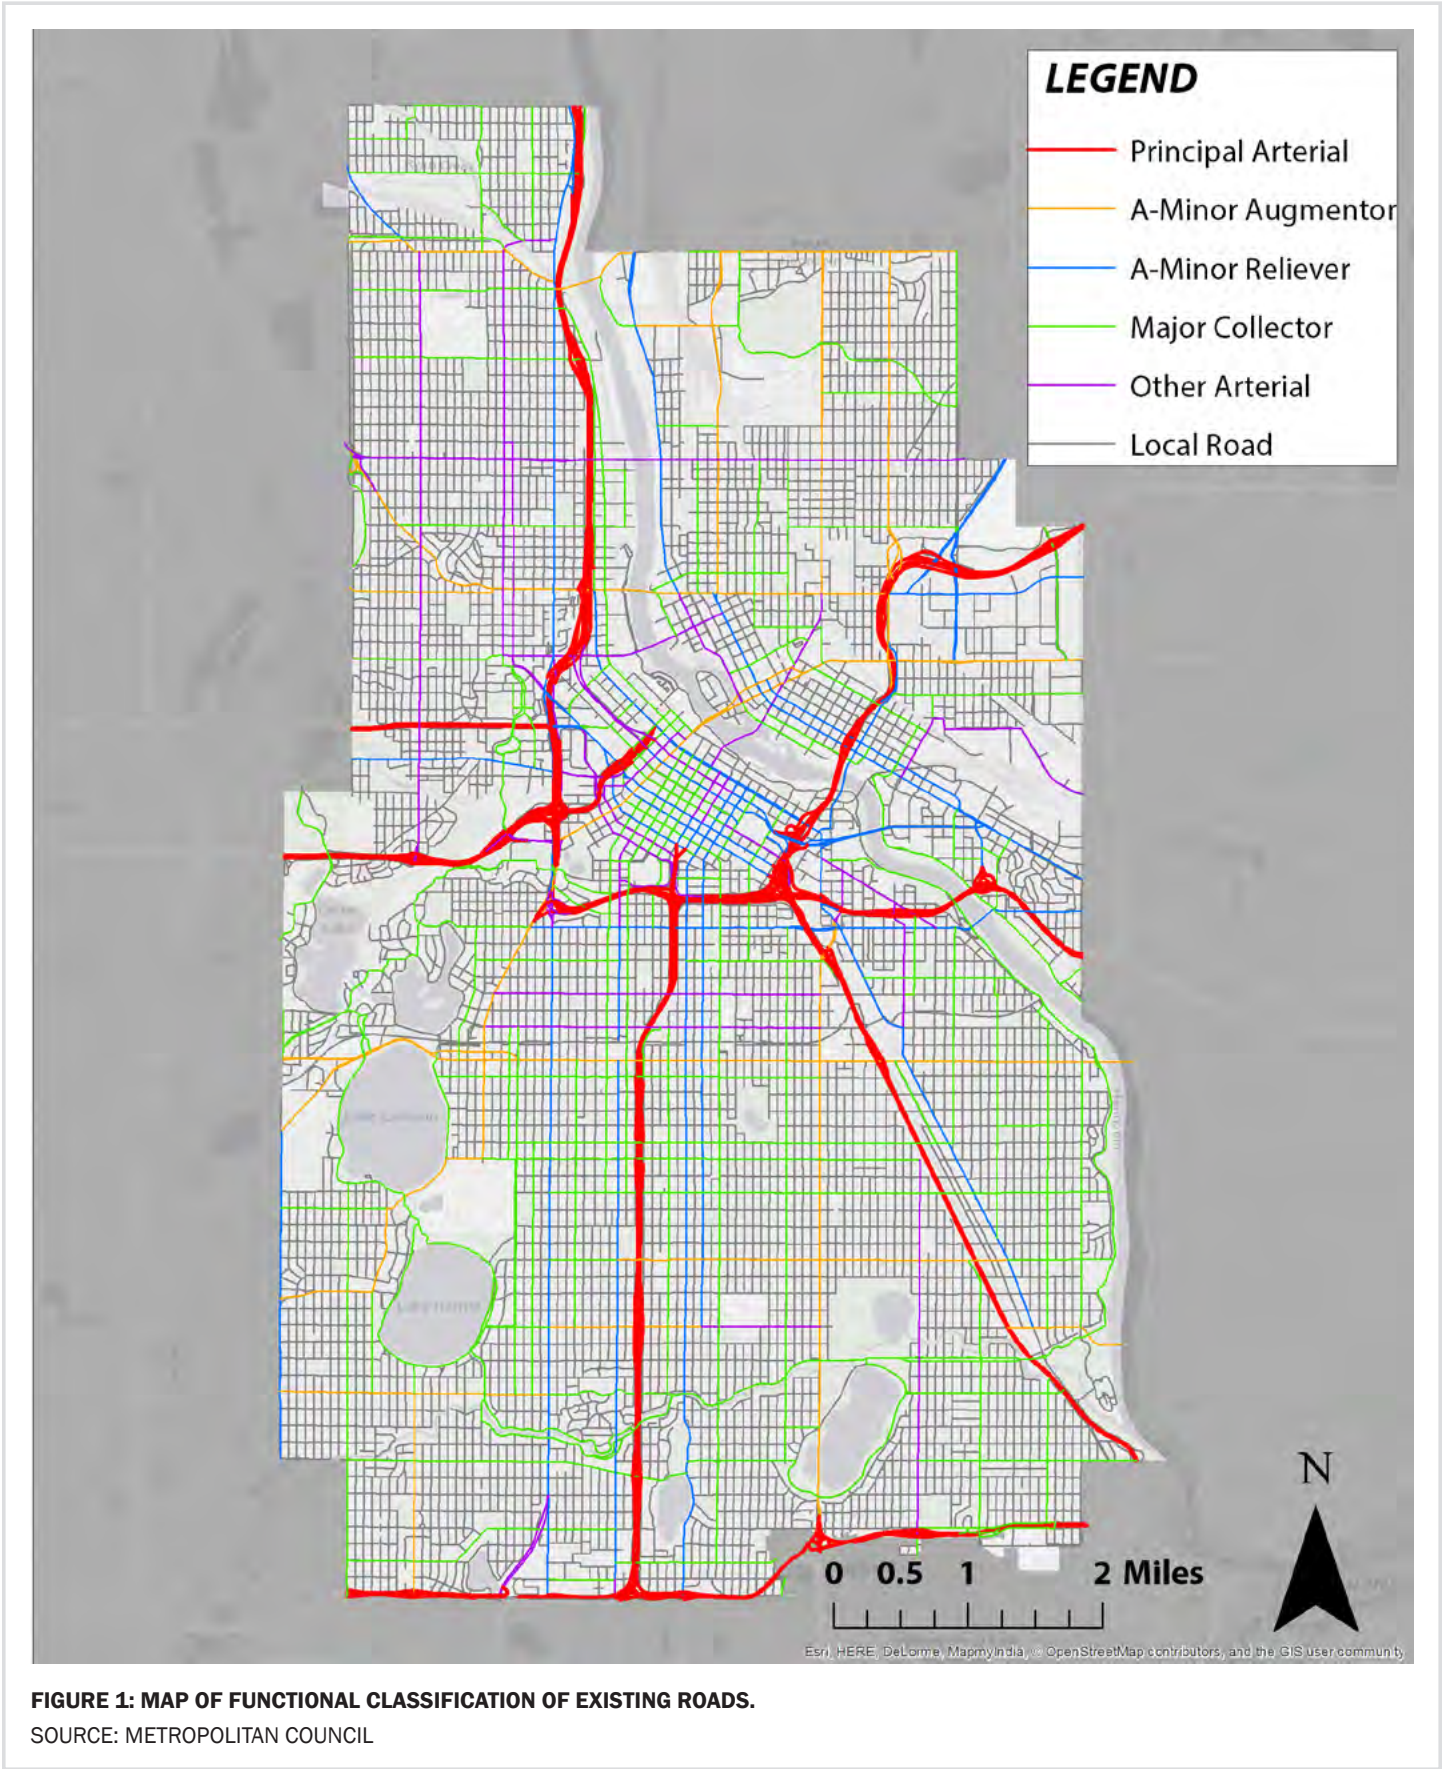 LEGEND
Principal Arterial
A-Minor Augmentor
A-Minor Reliever
Major Collector
Other Arterial
Local Road
N
0 0.5 1 2 Miles
Esri, HERE, DeLorme, MapmyIndia, © OpenStreetMap contributors, and the GIS user community
FIGURE 1: MAP OF FUNCTIONAL CLASSIFICATION OF EXISTING ROADS.
SOURCE: METROPOLITAN COUNCIL